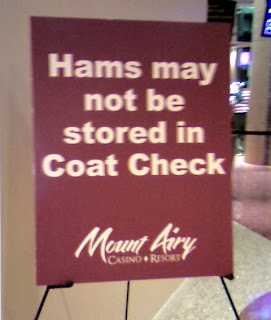 Hams may
not be
stored in
Coat Check
Mount Airy
CASINO ♦ RESORT